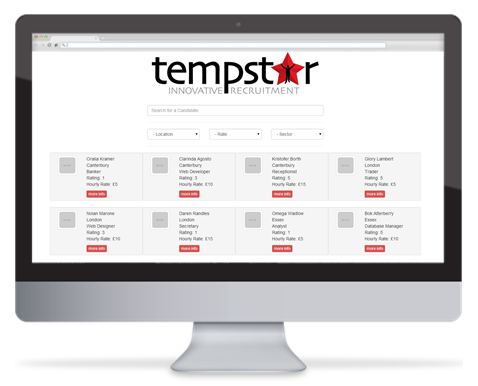 tempstar
INNOVATIVE RECRUITMENT
Search for a Candidate
- Location
- Rate
- Sector
Craila Kramer
Canterbury
Banker
Rating: 1
Hourly Rate: £5
more info
Clarinda Agosto
Canterbury
Web Developer
Rating: 3
Hourly Rate: £10
more info
Kristofer Borth
Canterbury
Receptionist
Rating: 5
Hourly Rate: £15
more info
Glory Lambert
London
Trader
Rating: 5
Hourly Rate: £5
more info
Nolan Marone
London
Web Designer
Rating: 3
Hourly Rate: £10
more info
Daren Randles
London
Secretary
Rating: 1
Hourly Rate: £15
more info
Omega Wadlow
Essex
Analyst
Rating: 1
Hourly Rate: £5
more info
Bok Atterberry
Essex
Database Manager
Rating: 3
Hourly Rate: £10
more info